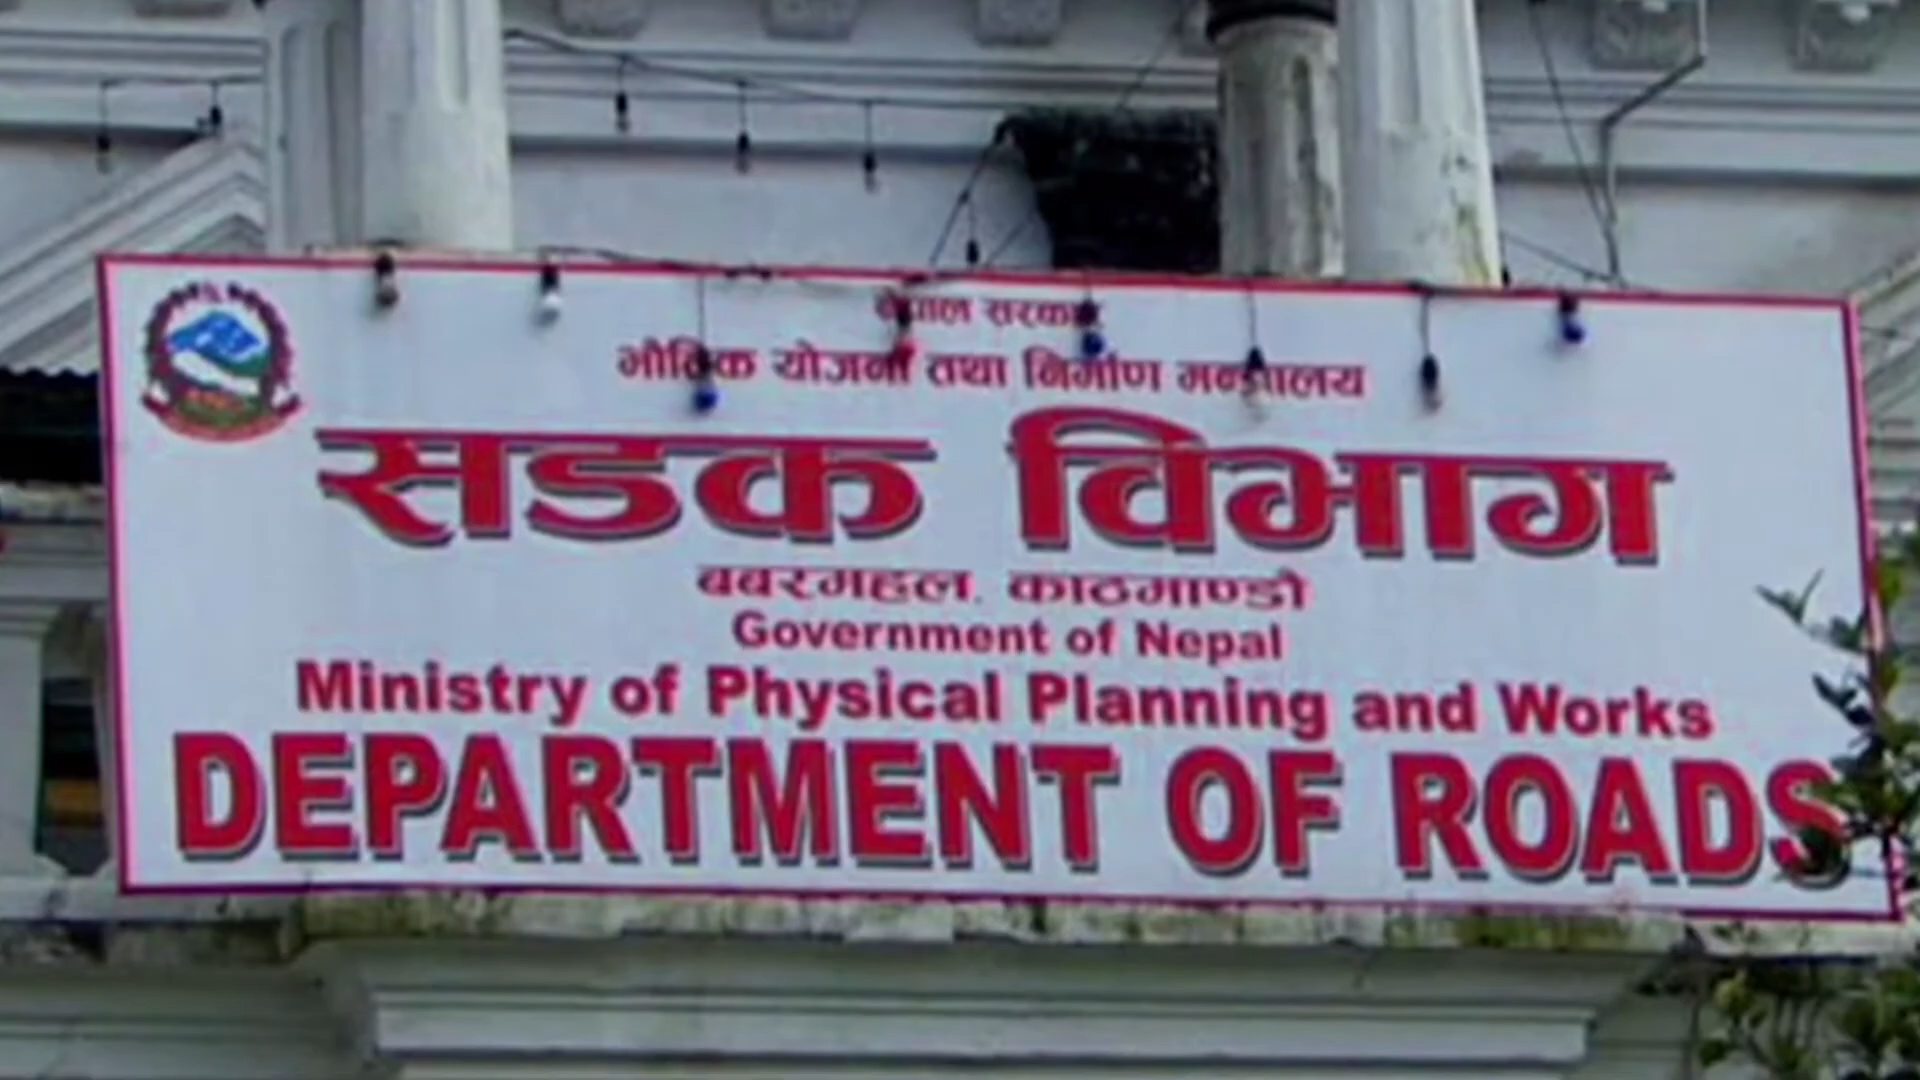 नेपाल सरकार
भौतिक योजना तथा निर्माण मन्त्रालय
सडक विभाग
बबरमहल, काठमाण्डौ
Government of Nepal
Ministry of Physical Planning and Works
DEPARTMENT OF ROADS